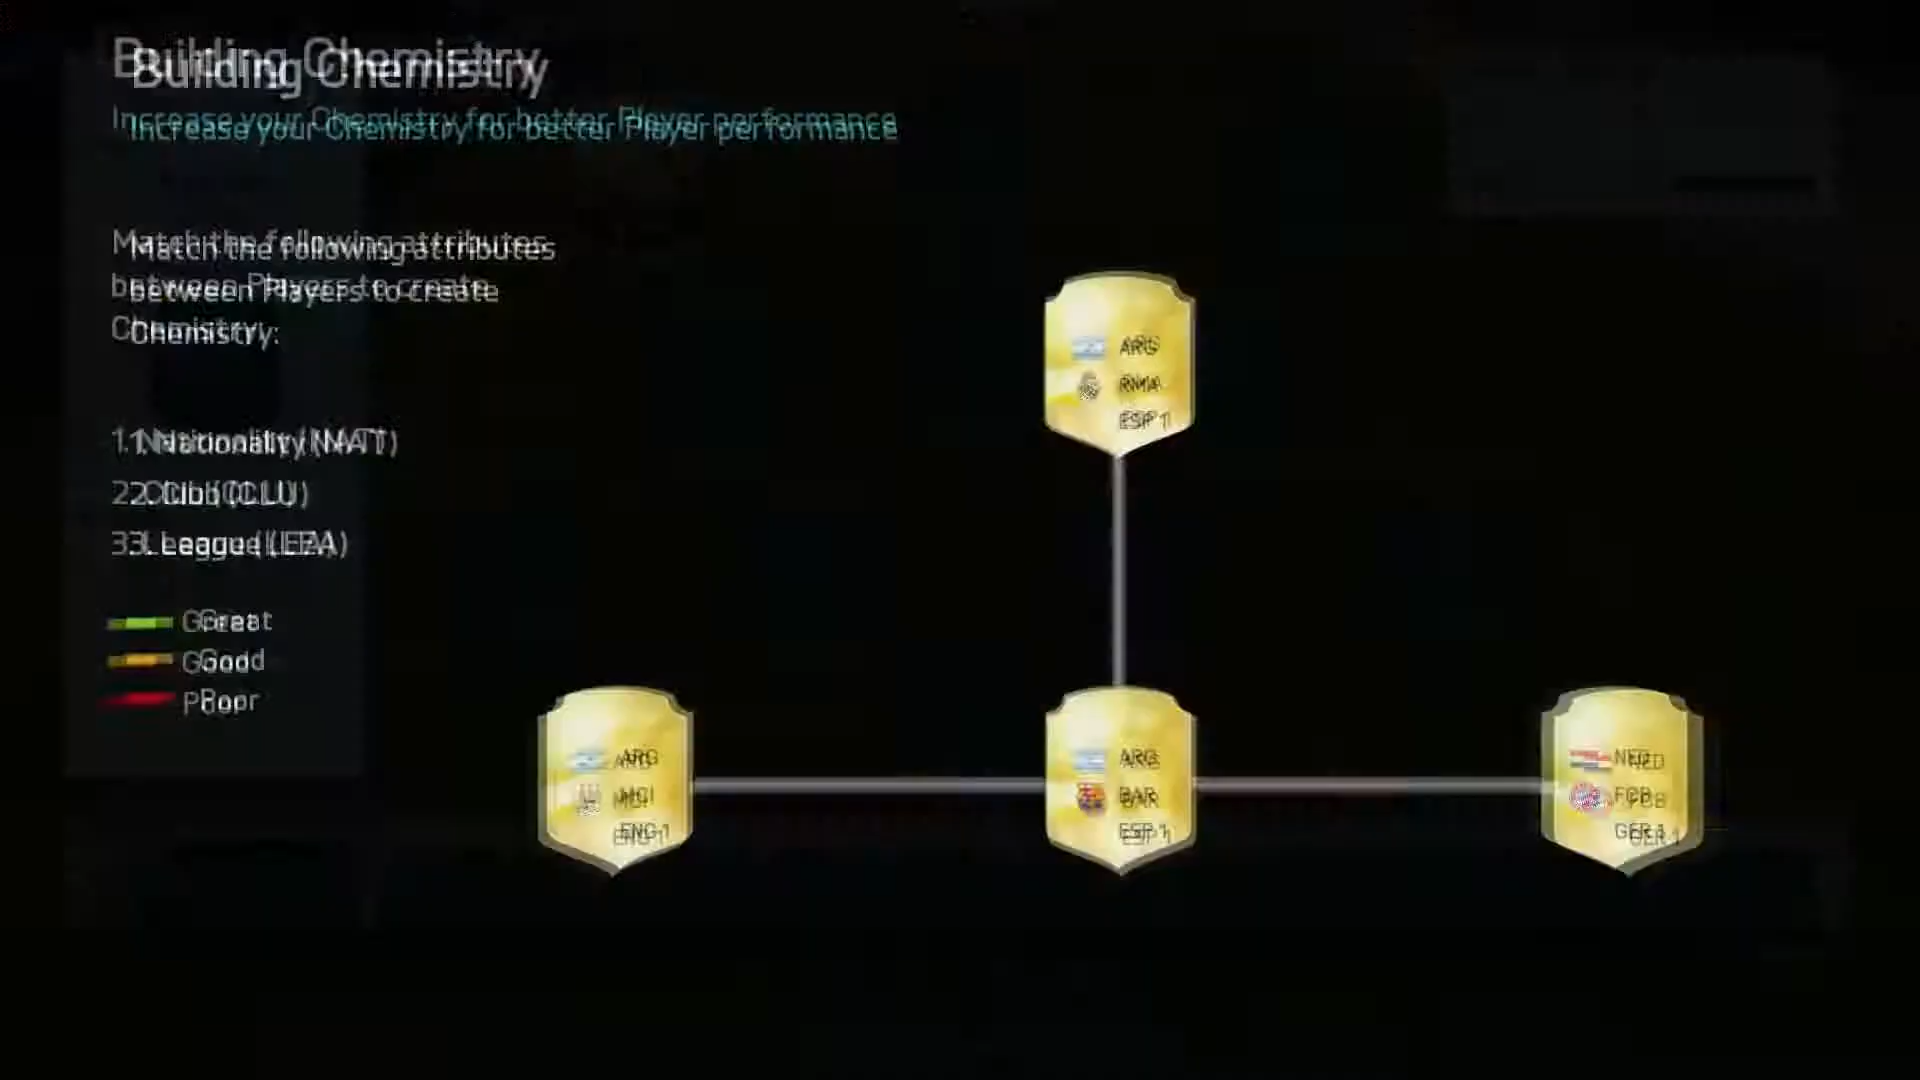 Building Chemistry
Increase your Chemistry for better Player performance
Match the following attributes
between Players to create
Chemistry:
1. Nationality (NAT)
2. Club (CLU)
3. League (LEA)
Great
Good
Poor
ARG
RMA
ESP 1
ARG
MCI
ENG 1
ARG
BAR
ESP 1
NED
FCB
GER 1